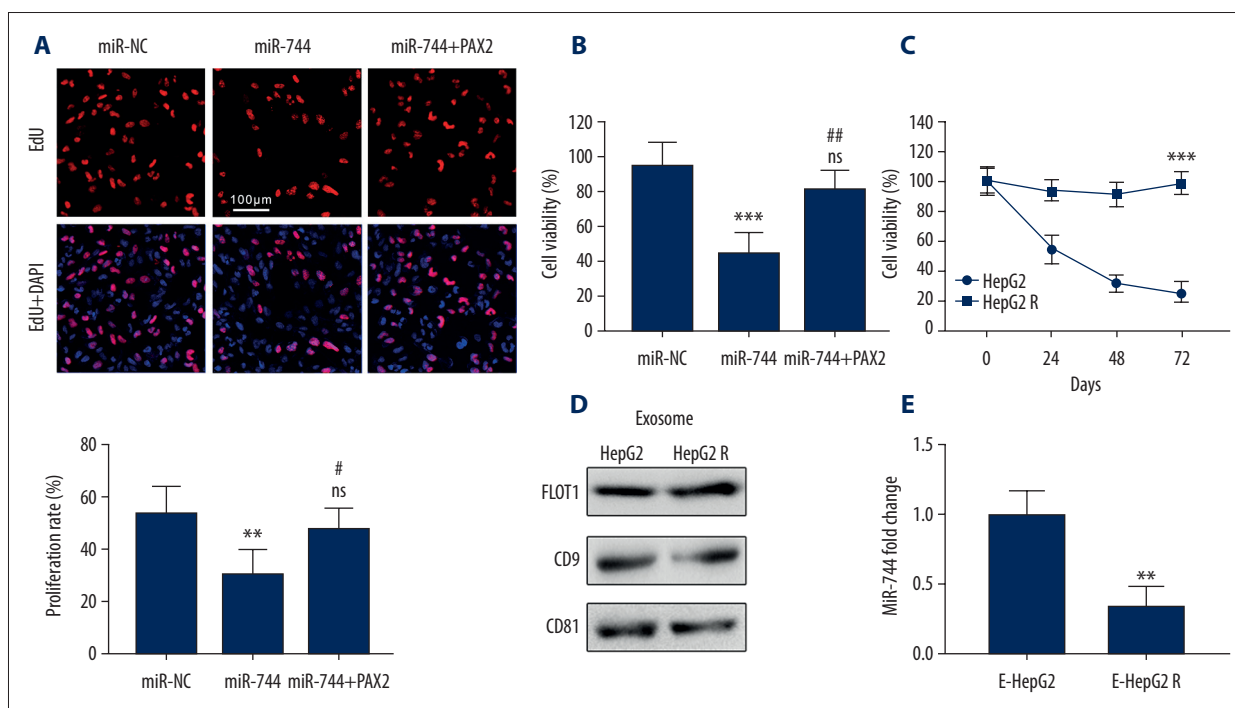 A
miR-NC
miR-744
miR-744+PAX2
EdU
100μm
EdU+DAPI
Proliferation rate (%)
80
60
40
20
0
**
#
ns
miR-NC
miR-744
miR-744+PAX2
B
Cell viability (%)
120
100
80
60
40
20
0
***
##
ns
miR-NC
miR-744
miR-744+PAX2
C
Cell viability (%)
140
120
100
80
60
40
20
0
***
HepG2
HepG2 R
0
24
48
72
Days
D
Exosome
HepG2
HepG2 R
FLOT1
CD9
CD81
E
MiR-744 fold change
1.5
1.0
0.5
0.0
**
E-HepG2
E-HepG2 R